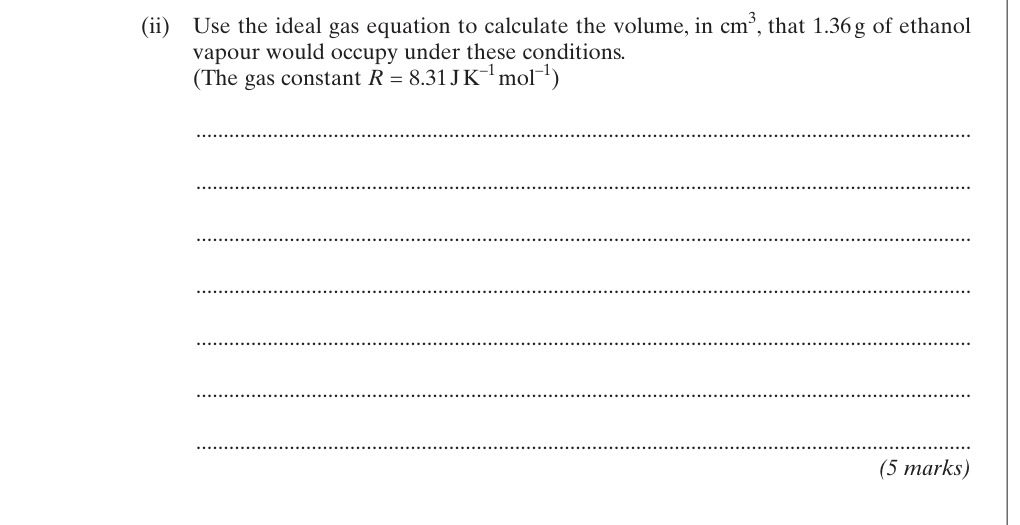 (ii) Use the ideal gas equation to calculate the volume, in cm³, that 1.36 g of ethanol
vapour would occupy under these conditions.
(The gas constant R = 8.31 J K⁻¹ mol⁻¹)
(5 marks)